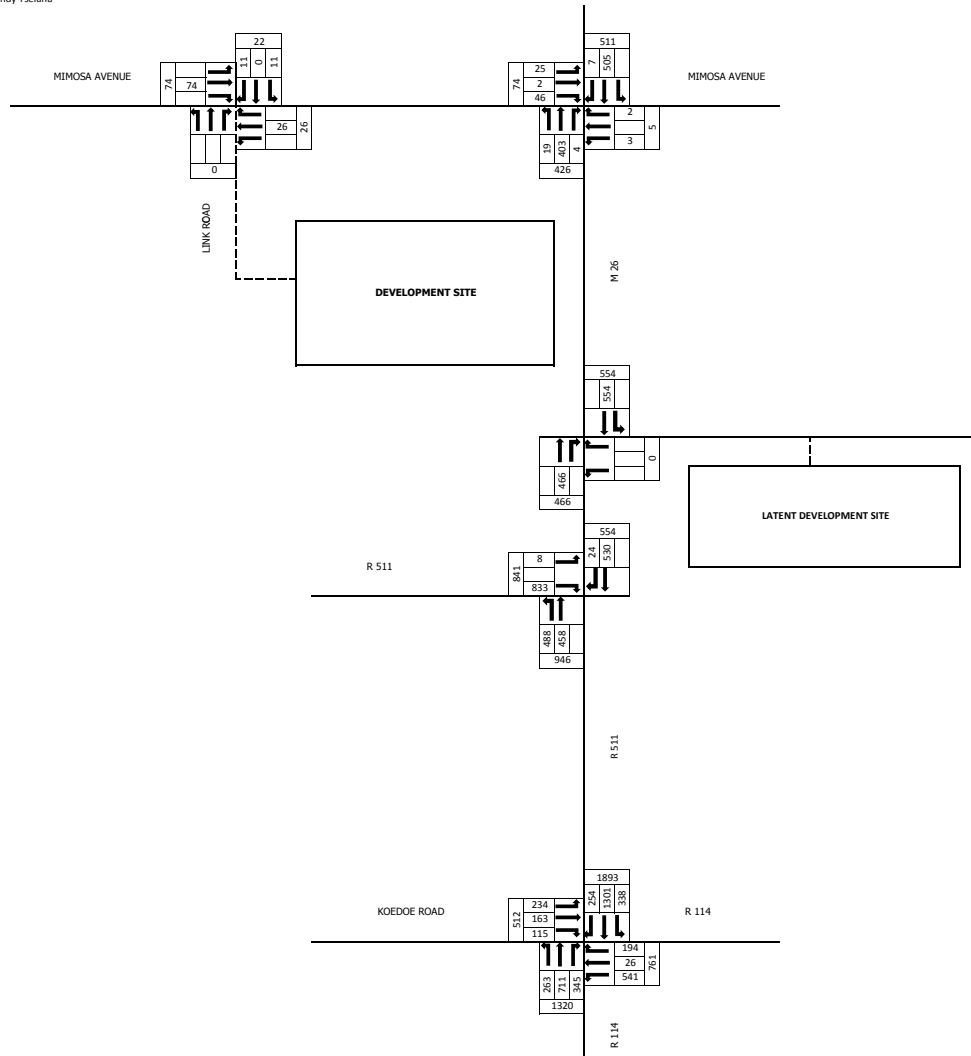 22
11 0 11
MIMOSA AVENUE
74
74
26
26
0
LINK ROAD
511
7 505
MIMOSA AVENUE
74
25
2
46
2
3
5
19 403 4
426
DEVELOPMENT SITE
M 26
554
554
0
466
466
LATENT DEVELOPMENT SITE
554
24 530
R 511
841
8
833
488 458
946
R 511
1893
254 1301 338
KOEDOE ROAD
R 114
512
234
163
115
194
26
541
761
263 711 345
1320
R 114